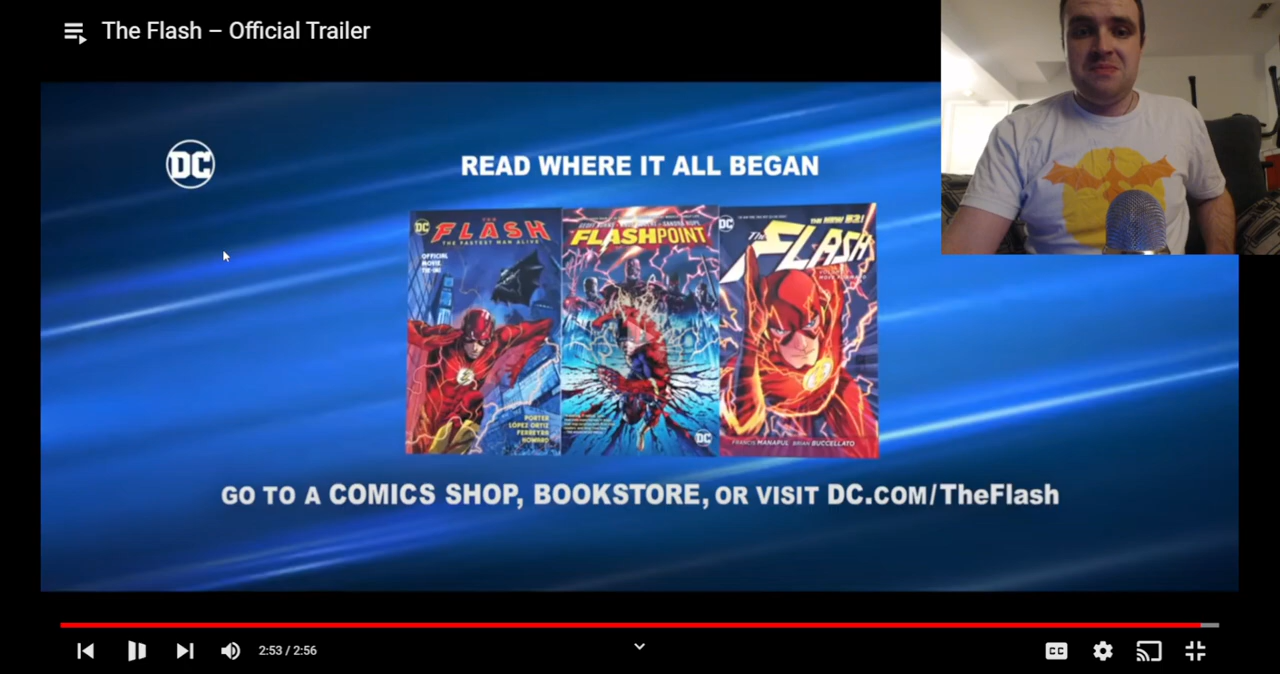 The Flash – Official Trailer
DC
READ WHERE IT ALL BEGAN
DC
THE
FLASH
THE FASTEST MAN ALIVE
OFFICIAL
MOVIE
TIE-IN!
PORTER
LÓPEZ ORTIZ
FERREYRA
HOWARD
FLASHPOINT
DC
DC
THE NEW 52!
The FLASH
FRANCIS MANAPUL BRIAN BUCCELLATO
GO TO A COMICS SHOP, BOOKSTORE, OR VISIT DC.COM/TheFlash
2:53 / 2:56
CC